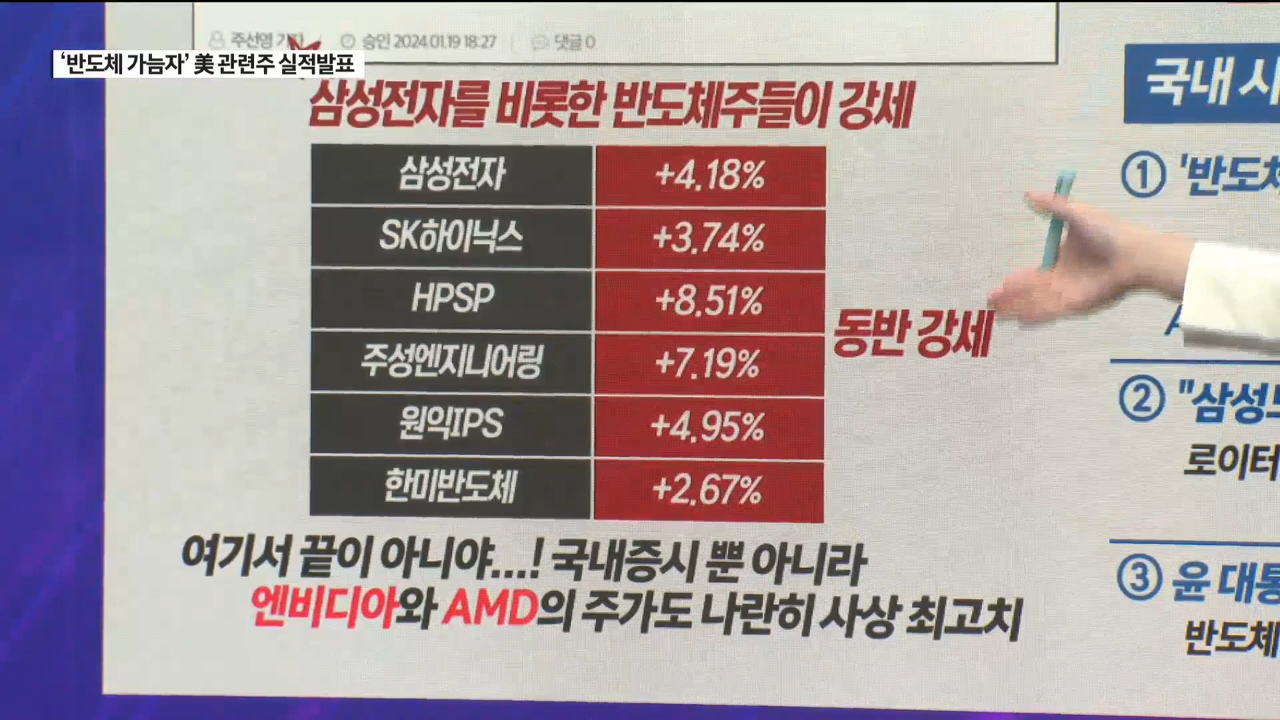 주선영 기자 승인 2024.01.19 18:27 댓글 0
‘반도체 가늠자’ 美 관련주 실적발표
삼성전자를 비롯한 반도체주들이 강세
삼성전자 +4.18%
SK하이닉스 +3.74%
HPSP +8.51%
주성엔지니어링 +7.19%
원익IPS +4.95%
한미반도체 +2.67%
동반 강세
여기서 끝이 아니야...! 국내증시 뿐 아니라
엔비디아와 AMD의 주가도 나란히 사상 최고치
국내 시
① '반도체
② "삼성
로이터
③ 윤 대통
반도체